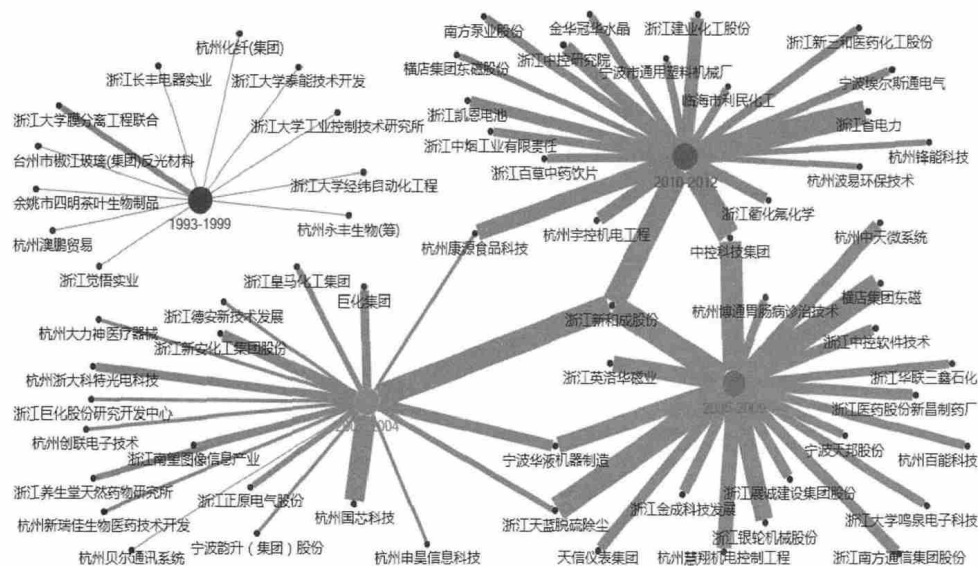 杭州化纤(集团)
浙江长丰电器实业
浙江大学泰能技术开发
浙江大学膜分离工程联合
浙江大学工业控制技术研究所
台州市椒江玻璃(集团)反光材料
浙江大学经纬自动化工程
余姚市四明茶叶生物制品
1993-1999
杭州永丰生物(筹)
杭州澳鹏贸易
浙江觉悟实业
南方泵业股份
金华冠华水晶
浙江建业化工股份
浙江新三和医药化工股份
浙江中控研究院
横店集团东磁股份
宁波市通用塑料机械厂
宁波埃尔斯通电气
临海市利民化工
浙江凯恩电池
浙江省电力
浙江中烟工业有限责任
杭州锋能科技
浙江百草中药饮片
2010-2012
杭州波易环保技术
浙江衢化氟化学
杭州康源食品科技
杭州宇控机电工程
中控科技集团
杭州中天微系统
浙江皇马化工集团
巨化集团
浙江德安新技术发展
浙江新和成股份
杭州博通胃肠病诊治技术
横店集团东磁
杭州大力神医疗器械
浙江新安化工集团股份
浙江中控软件技术
杭州浙大科特光电科技
浙江英洛华磁业
浙江华联三鑫石化
浙江巨化股份研究开发中心
2005-2009
浙江医药股份新昌制药厂
杭州创联电子技术
浙江南望图像信息产业
宁波华液机器制造
宁波天邦股份
杭州百能科技
浙江养生堂天然药物研究所
浙江正原电气股份
浙江展诚建设集团股份
杭州国芯科技
浙江金成科技发展
浙江大学鸣泉电子科技
杭州新瑞佳生物医药技术开发
浙江天蓝脱硫除尘
浙江银轮机械股份
杭州贝尔通讯系统
宁波韵升（集团）股份
杭州申昊信息科技
天信仪表集团
杭州慧翔机电控制工程
浙江南方通信集团股份